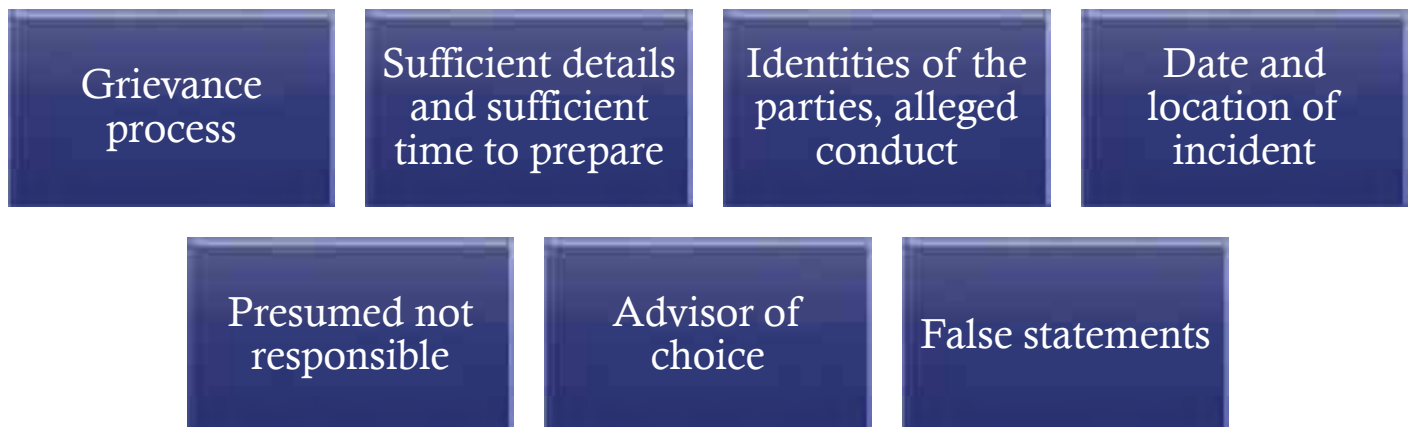 Grievance
process
Sufficient details
and sufficient
time to prepare
Identities of the
parties, alleged
conduct
Date and
location of
incident
Presumed not
responsible
Advisor of
choice
False statements